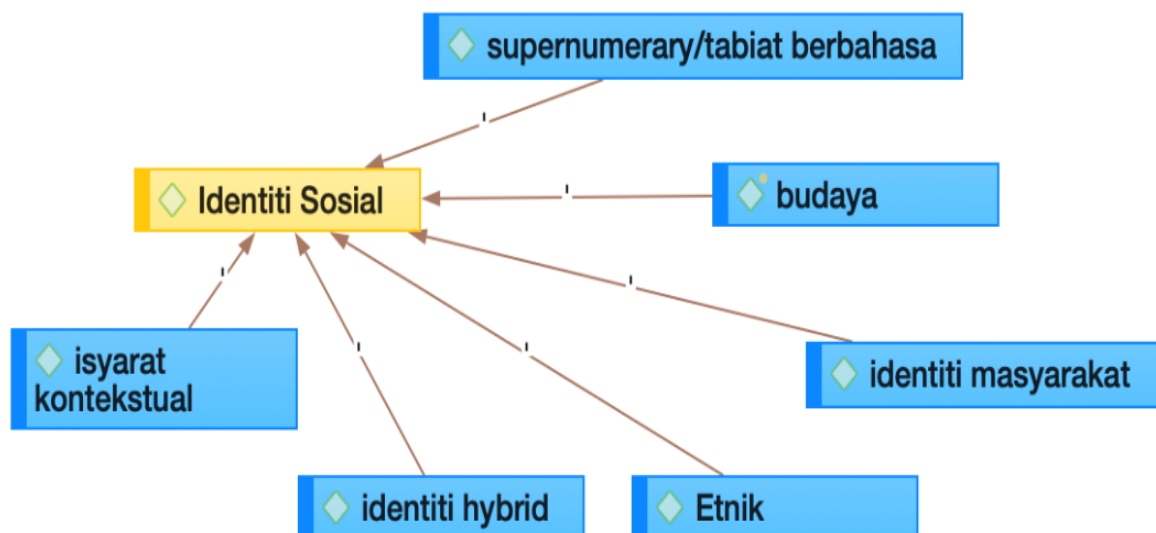 supernumerary/tabiat berbahasa
Identiti Sosial
budaya
isyarat
kontekstual
identiti masyarakat
identiti hybrid
Etnik